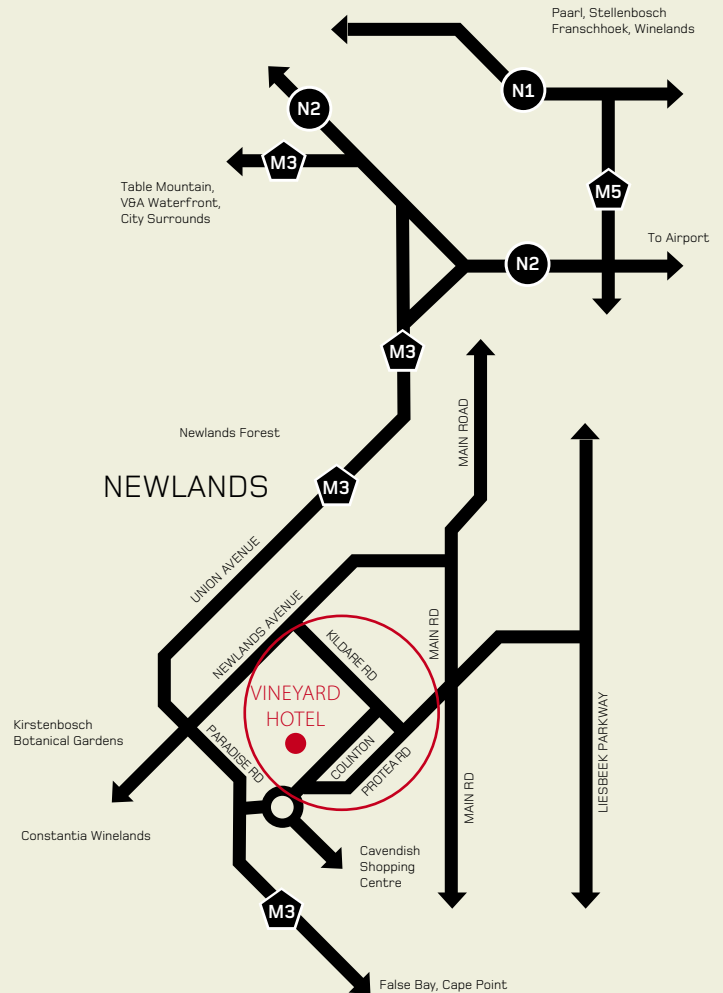 Paarl, Stellenbosch
Franschhoek, Winelands
N1
N2
M3
Table Mountain,
V&A Waterfront,
City Surrounds
M5
To Airport
N2
M3
MAIN ROAD
Newlands Forest
NEWLANDS
M3
UNION AVENUE
NEWLANDS AVENUE
KILDARE RD
MAIN RD
VINEYARD
HOTEL
Kirstenbosch
Botanical Gardens
PARADISE RD
COLINTON
PROTEA RD
MAIN RD
LIESBEEK PARKWAY
Constantia Winelands
Cavendish
Shopping
Centre
M3
False Bay, Cape Point